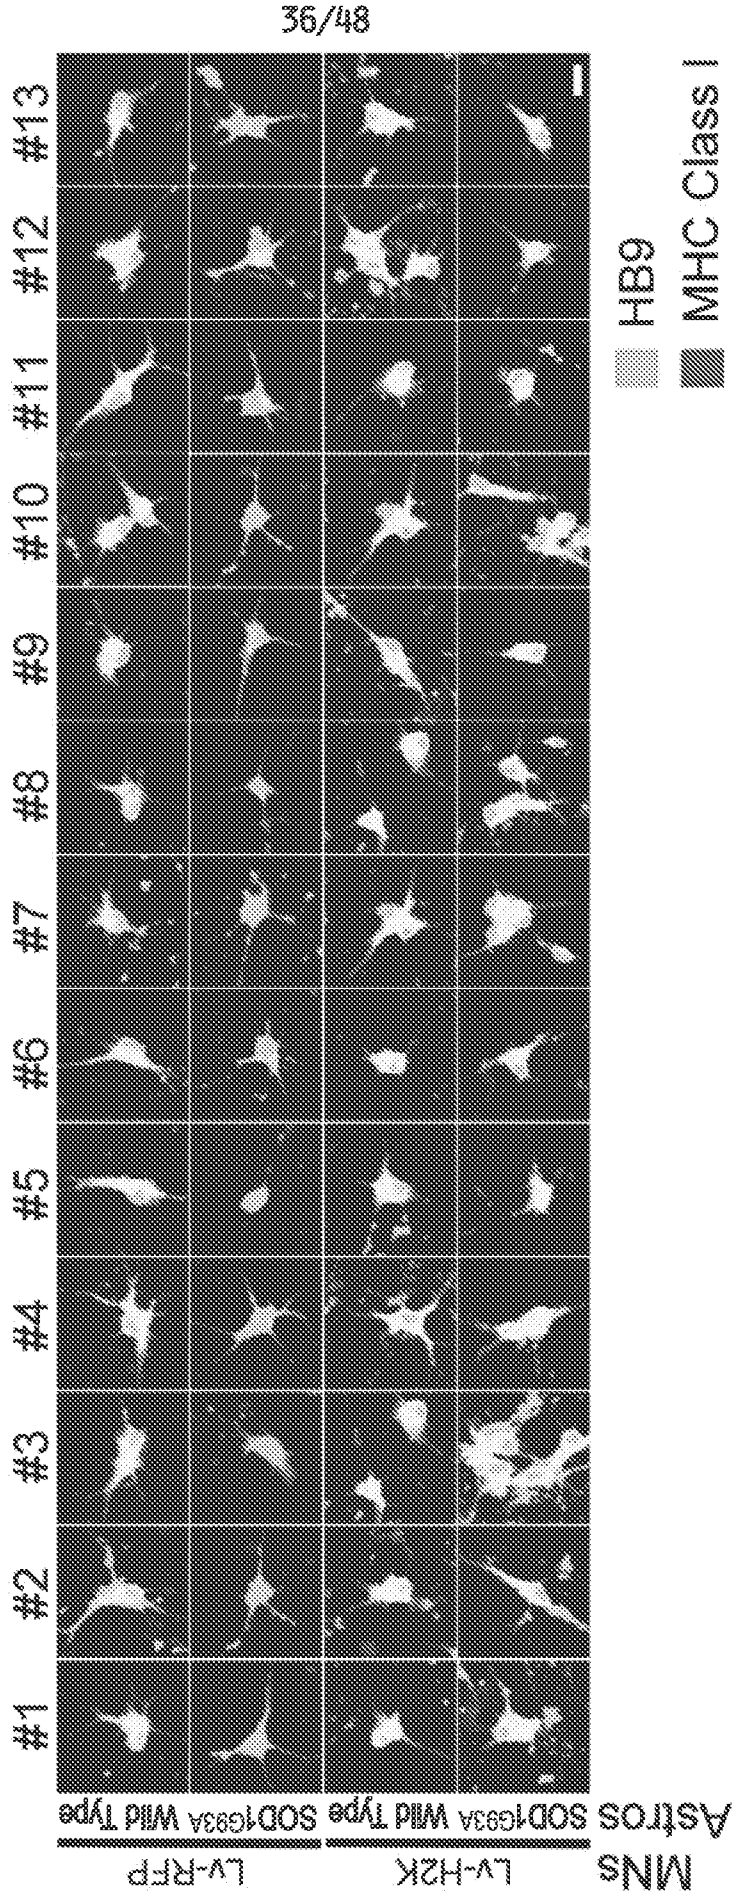 36/48
#1 #2 #3 #4 #5 #6 #7 #8 #9 #10 #11 #12 #13
MNs
Astros
Lv-RFP
Wild Type
SOD1G93A
Lv-H2K
Wild Type
SOD1G93A
HB9
MHC Class I